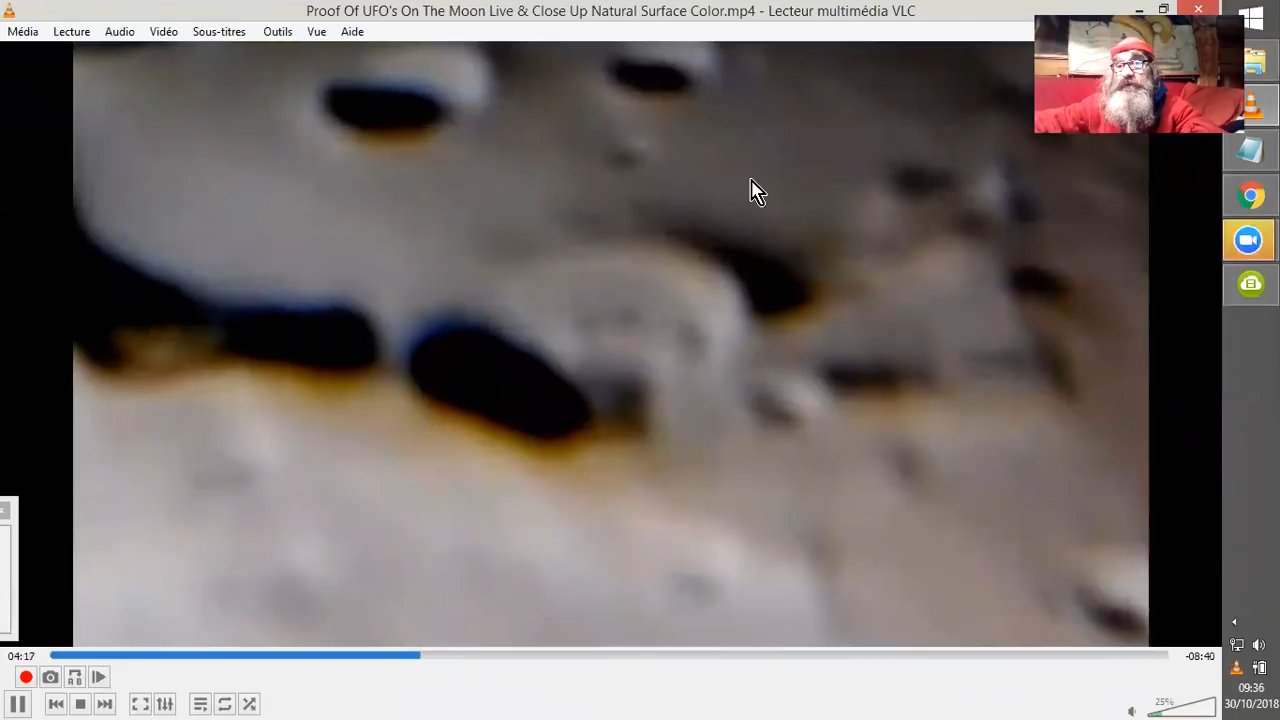 Proof Of UFO's On The Moon Live & Close Up Natural Surface Color.mp4 - Lecteur multimédia VLC
Média Lecture Audio Vidéo Sous-titres Outils Vue Aide
04:17 -08:40
25%
09:36
30/10/2018